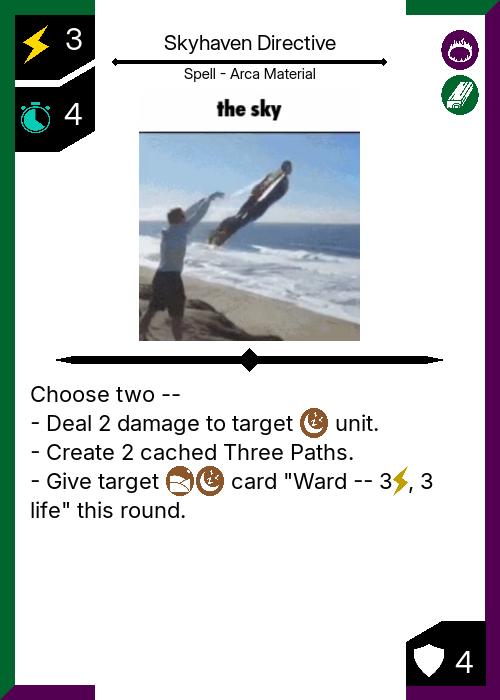 3
Skyhaven Directive
Spell - Arca Material
4
the sky
Choose two --
- Deal 2 damage to target unit.
- Create 2 cached Three Paths.
- Give target card "Ward -- 3, 3
life" this round.
4